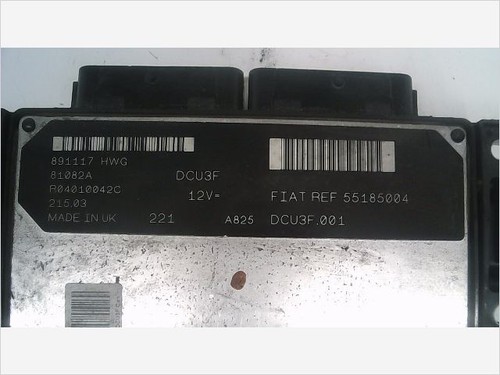 891117 HWG
81082A
DCU3F
R04010042C
12V=
FIAT REF 55185004
215.03
MADE IN UK 221 A825 DCU3F.001